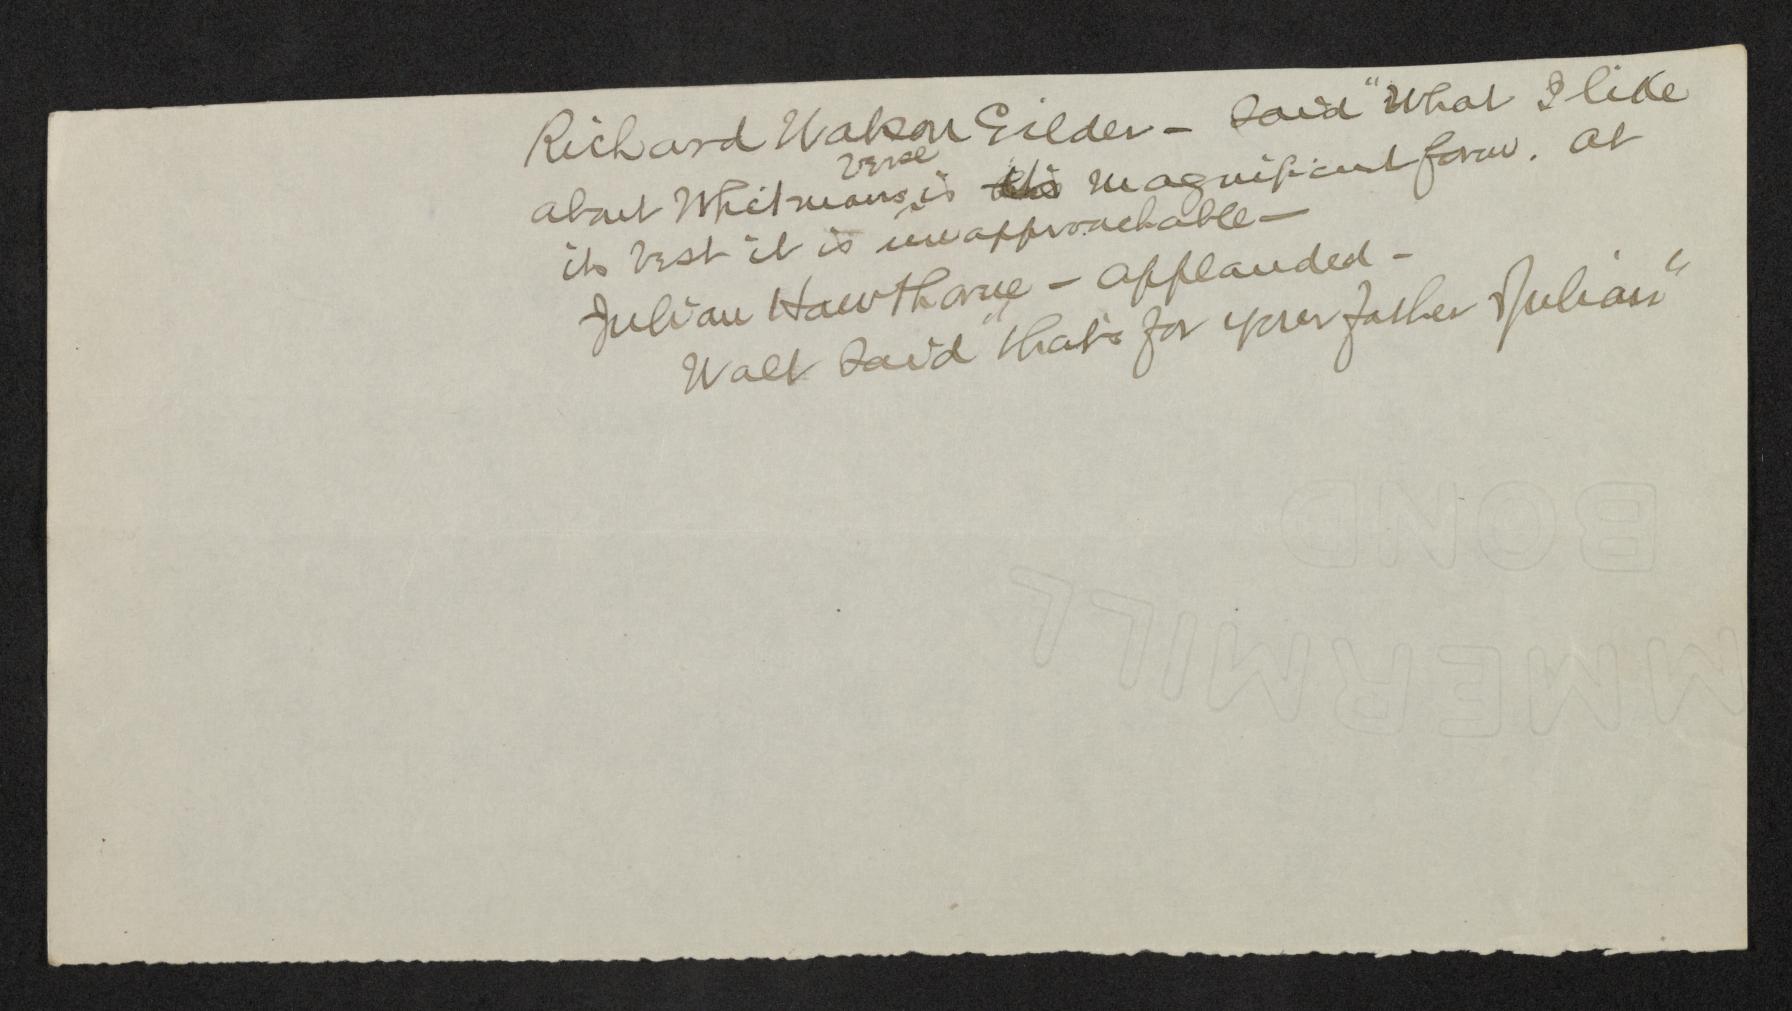 Richard Watson Gilder - Said "What I like
about Whitmans verse is its magnificent form. at
its best it is unapproachable -
Julian Hawthorne - applauded -
Walt Said "that's for your father Julian"
BOND
MMERMILL